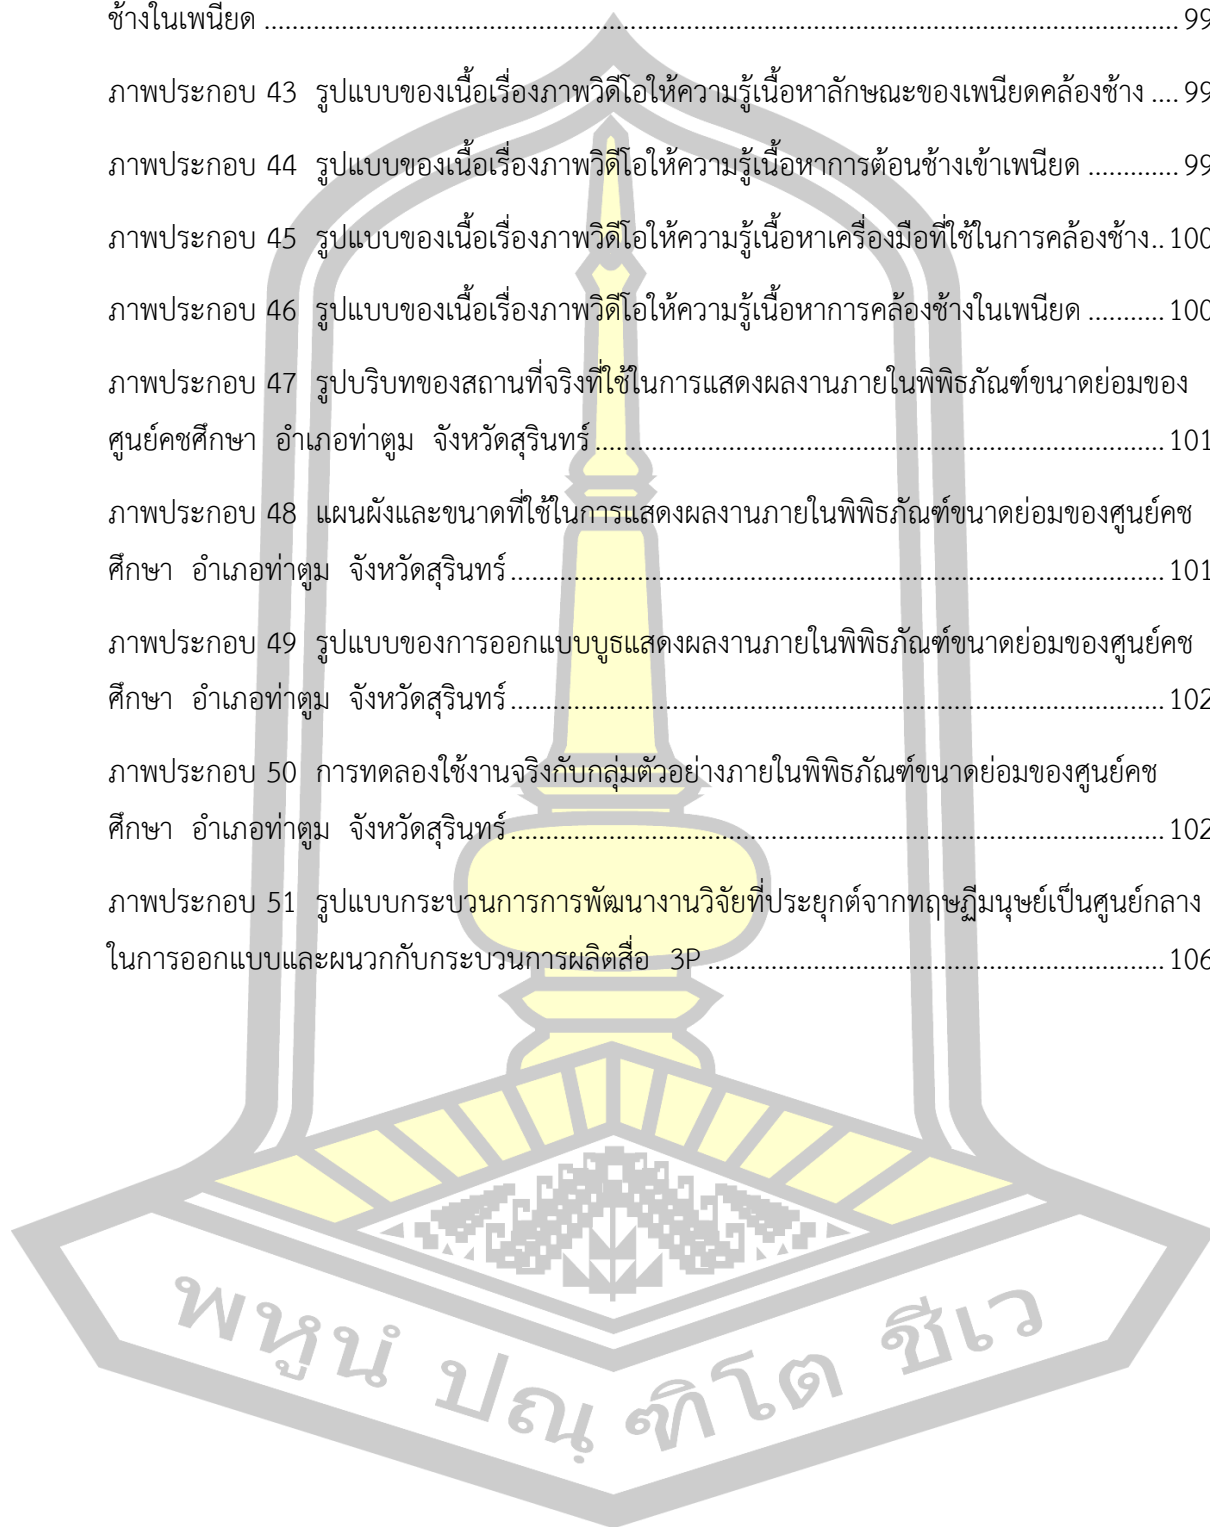 ช้างในเพนียด ........................................................................................................................................ 99
ภาพประกอบ 43 รูปแบบของเนื้อเรื่องภาพวิดีโอให้ความรู้เนื้อหาลักษณะของเพนียดคล้องช้าง .... 99
ภาพประกอบ 44 รูปแบบของเนื้อเรื่องภาพวิดีโอให้ความรู้เนื้อหาการต้อนช้างเข้าเพนียด ............. 99
ภาพประกอบ 45 รูปแบบของเนื้อเรื่องภาพวิดีโอให้ความรู้เนื้อหาเครื่องมือที่ใช้ในการคล้องช้าง.. 100
ภาพประกอบ 46 รูปแบบของเนื้อเรื่องภาพวิดีโอให้ความรู้เนื้อหาการคล้องช้างในเพนียด ........... 100
ภาพประกอบ 47 รูปบริบทของสถานที่จริงที่ใช้ในการแสดงผลงานภายในพิพิธภัณฑ์ขนาดย่อมของ
ศูนย์คชศึกษา อำเภอท่าตูม จังหวัดสุรินทร์ ................................................................................. 101
ภาพประกอบ 48 แผนผังและขนาดที่ใช้ในการแสดงผลงานภายในพิพิธภัณฑ์ขนาดย่อมของศูนย์คช
ศึกษา อำเภอท่าตูม จังหวัดสุรินทร์ ............................................................................................. 101
ภาพประกอบ 49 รูปแบบของการออกแบบบูธแสดงผลงานภายในพิพิธภัณฑ์ขนาดย่อมของศูนย์คช
ศึกษา อำเภอท่าตูม จังหวัดสุรินทร์ ............................................................................................. 102
ภาพประกอบ 50 การทดลองใช้งานจริงกับกลุ่มตัวอย่างภายในพิพิธภัณฑ์ขนาดย่อมของศูนย์คช
ศึกษา อำเภอท่าตูม จังหวัดสุรินทร์ ............................................................................................. 102
ภาพประกอบ 51 รูปแบบกระบวนการการพัฒนางานวิจัยที่ประยุกต์จากทฤษฏีมนุษย์เป็นศูนย์กลาง
ในการออกแบบและผนวกกับกระบวนการผลิตสื่อ 3P ................................................................. 106
พหูนํ ปณฺฑิโต ชีเว